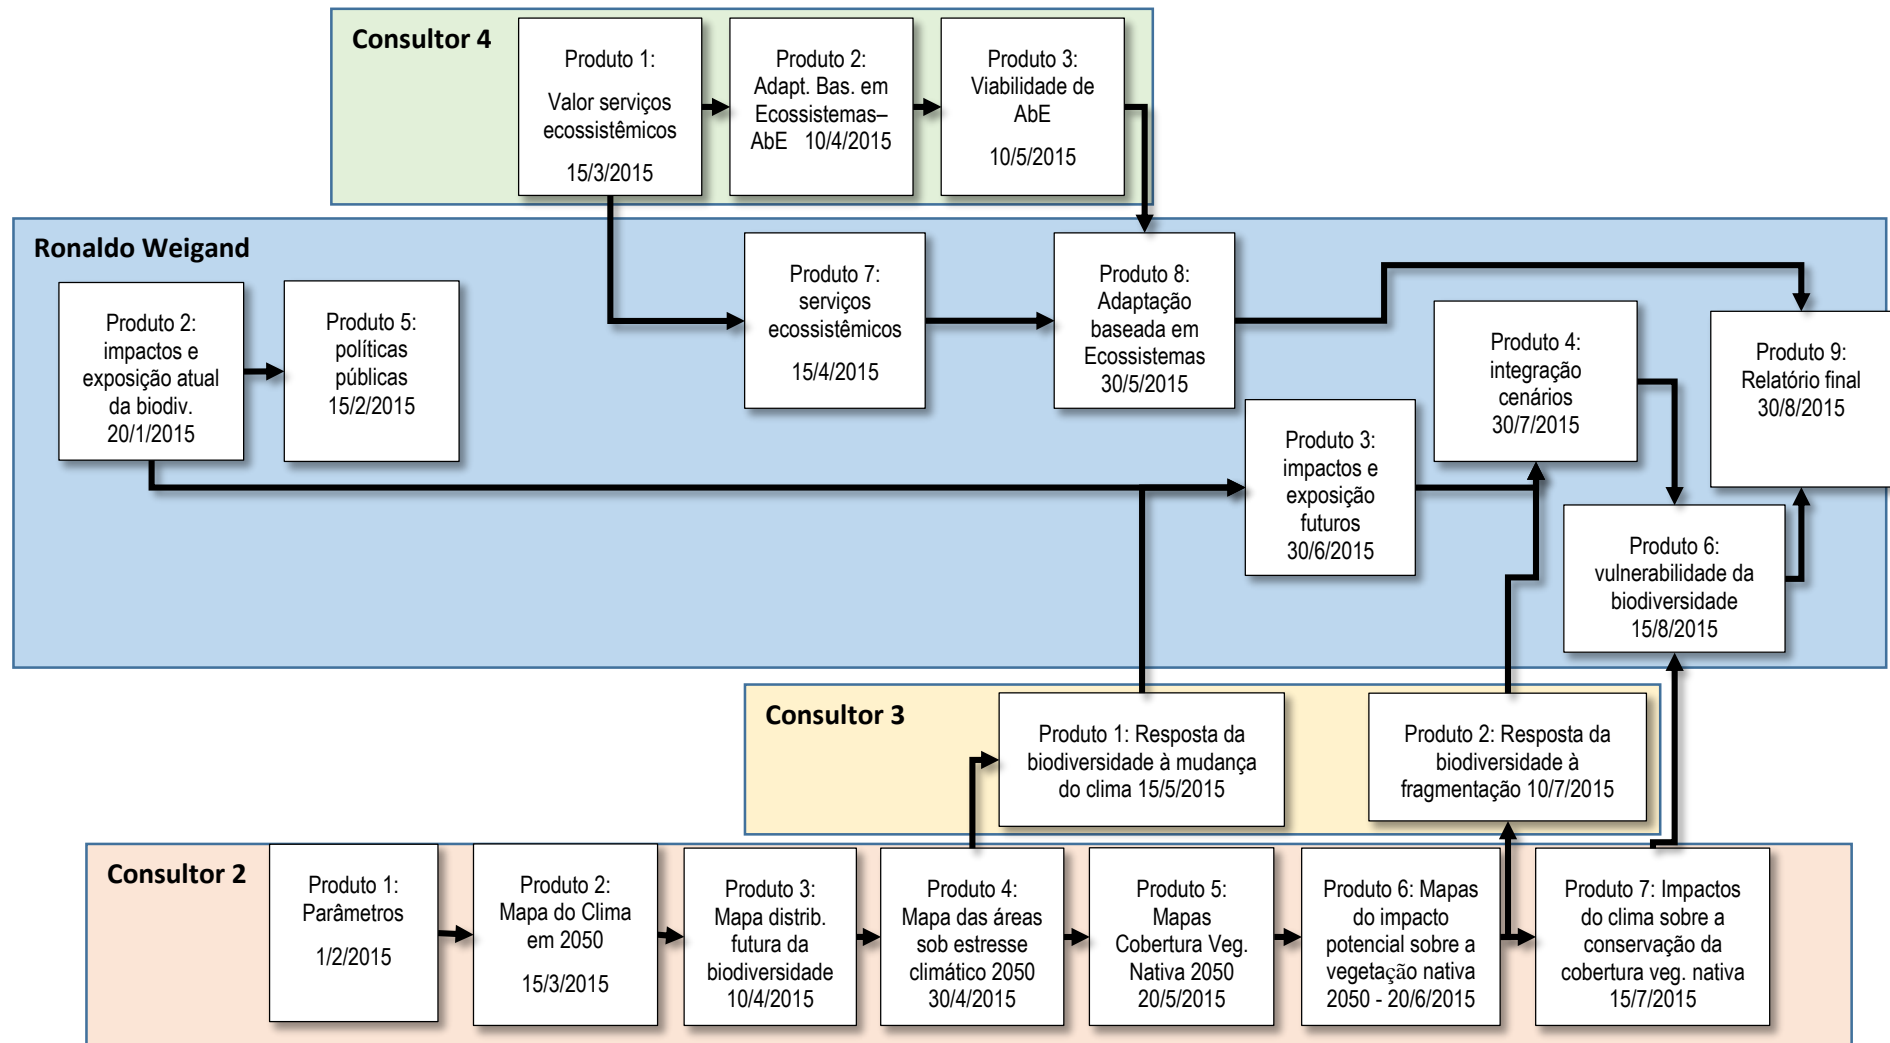 Consultor 4
Produto 1:
Valor serviços
ecossistêmicos
15/3/2015
Produto 2:
Adapt. Bas. em
Ecossistemas–
AbE 10/4/2015
Produto 3:
Viabilidade de
AbE
10/5/2015
Ronaldo Weigand
Produto 2:
impactos e
exposição atual
da biodiv.
20/1/2015
Produto 5:
políticas
públicas
15/2/2015
Produto 7:
serviços
ecossistêmicos
15/4/2015
Produto 8:
Adaptação
baseada em
Ecossistemas
30/5/2015
Produto 3:
impactos e
exposição
futuros
30/6/2015
Produto 4:
integração
cenários
30/7/2015
Produto 6:
vulnerabilidade da
biodiversidade
15/8/2015
Produto 9:
Relatório final
30/8/2015
Consultor 3
Produto 1: Resposta da
biodiversidade à mudança
do clima 15/5/2015
Produto 2: Resposta da
biodiversidade à
fragmentação 10/7/2015
Consultor 2
Produto 1:
Parâmetros
1/2/2015
Produto 2:
Mapa do Clima
em 2050
15/3/2015
Produto 3:
Mapa distrib.
futura da
biodiversidade
10/4/2015
Produto 4:
Mapa das áreas
sob estresse
climático 2050
30/4/2015
Produto 5:
Mapas
Cobertura Veg.
Nativa 2050
20/5/2015
Produto 6: Mapas
do impacto
potencial sobre a
vegetação nativa
2050 - 20/6/2015
Produto 7: Impactos
do clima sobre a
conservação da
cobertura veg. nativa
15/7/2015